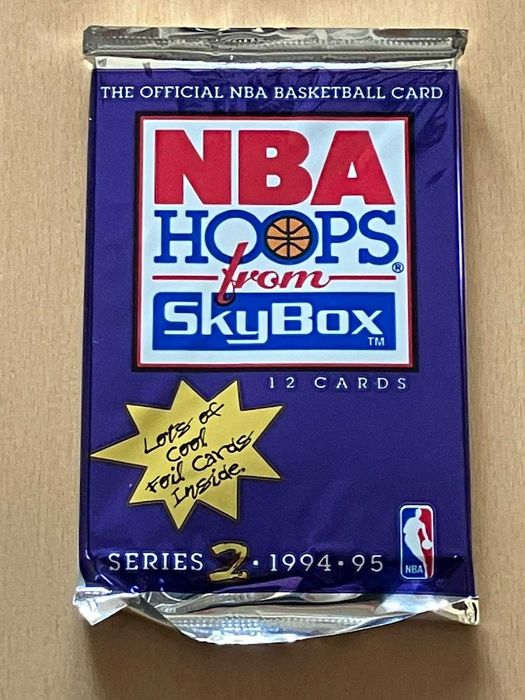 THE OFFICIAL NBA BASKETBALL CARD
NBA
HOOPS®
from
SkyBox™
12 CARDS
Lots of
Cool
Foil Cards
Inside.
SERIES 2 • 1994 • 95
NBA